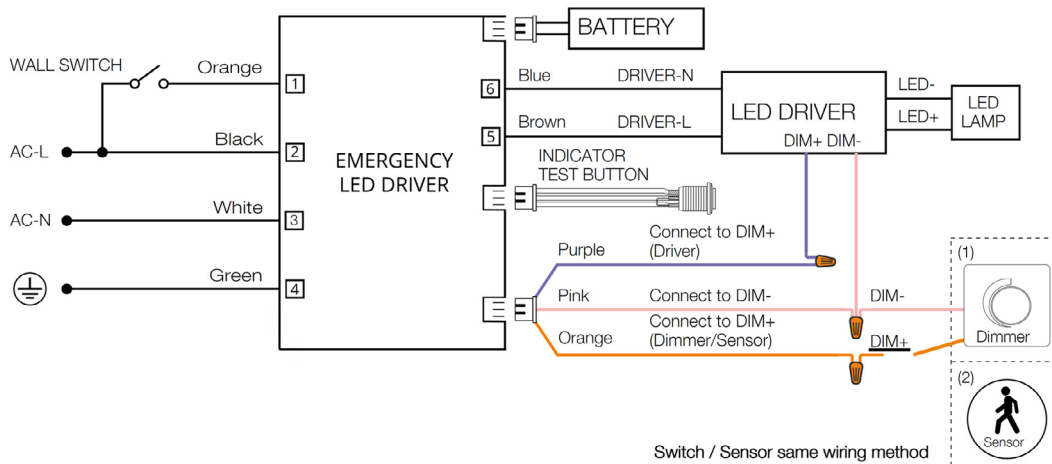 BATTERY
WALL SWITCH
Orange
1
6
Blue
DRIVER-N
LED DRIVER
LED-
LED+
LED
LAMP
AC-L
Black
2
5
Brown
DRIVER-L
DIM+ DIM-
EMERGENCY
LED DRIVER
INDICATOR
TEST BUTTON
AC-N
White
3
Purple
Connect to DIM+
(Driver)
Green
4
Pink
Connect to DIM-
DIM-
Orange
Connect to DIM+
(Dimmer/Sensor)
DIM+
(1)
Dimmer
(2)
Sensor
Switch / Sensor same wiring method